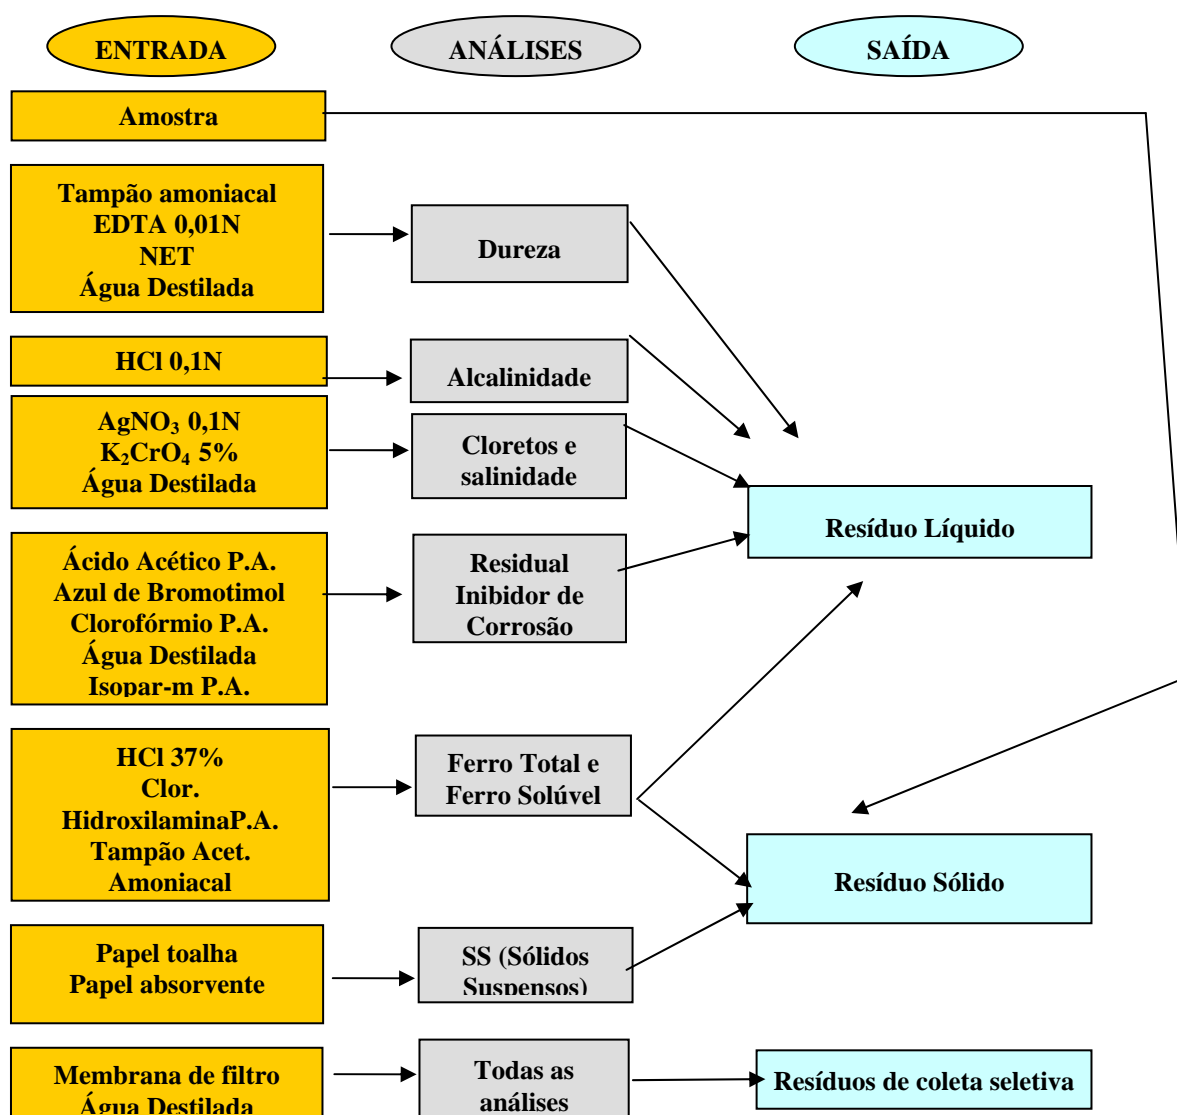 ENTRADA
ANÁLISES
SAÍDA
Amostra
Tampão amoniacal
EDTA 0,01N
NET
Água Destilada
Dureza
HCl 0,1N
Alcalinidade
AgNO₃ 0,1N
K₂CrO₄ 5%
Água Destilada
Cloretos e
salinidade
Resíduo Líquido
Ácido Acético P.A.
Azul de Bromotimol
Clorofórmio P.A.
Água Destilada
Isopar-m P.A.
Residual
Inibidor de
Corrosão
HCl 37%
Clor.
HidroxilaminaP.A.
Tampão Acet.
Amoniacal
Ferro Total e
Ferro Solúvel
Resíduo Sólido
Papel toalha
Papel absorvente
SS (Sólidos
Suspensos)
Membrana de filtro
Água Destilada
Todas as
análises
Resíduos de coleta seletiva